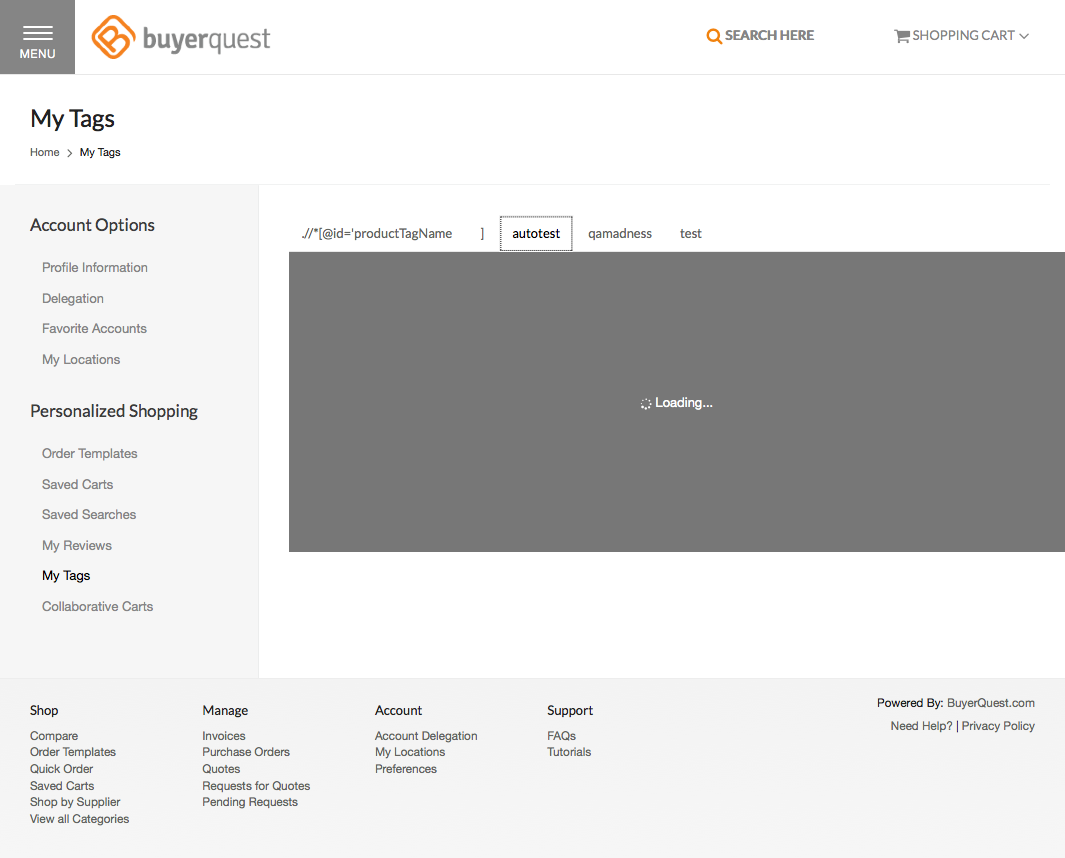 MENU
buyerquest
SEARCH HERE
SHOPPING CART
My Tags
Home > My Tags
Account Options
Profile Information
Delegation
Favorite Accounts
My Locations
Personalized Shopping
Order Templates
Saved Carts
Saved Searches
My Reviews
My Tags
Collaborative Carts
.//*[@id='productTagName ] autotest qamadness test
Loading...
Shop
Compare
Order Templates
Quick Order
Saved Carts
Shop by Supplier
View all Categories
Manage
Invoices
Purchase Orders
Quotes
Requests for Quotes
Pending Requests
Account
Account Delegation
My Locations
Preferences
Support
FAQs
Tutorials
Powered By: BuyerQuest.com
Need Help? | Privacy Policy